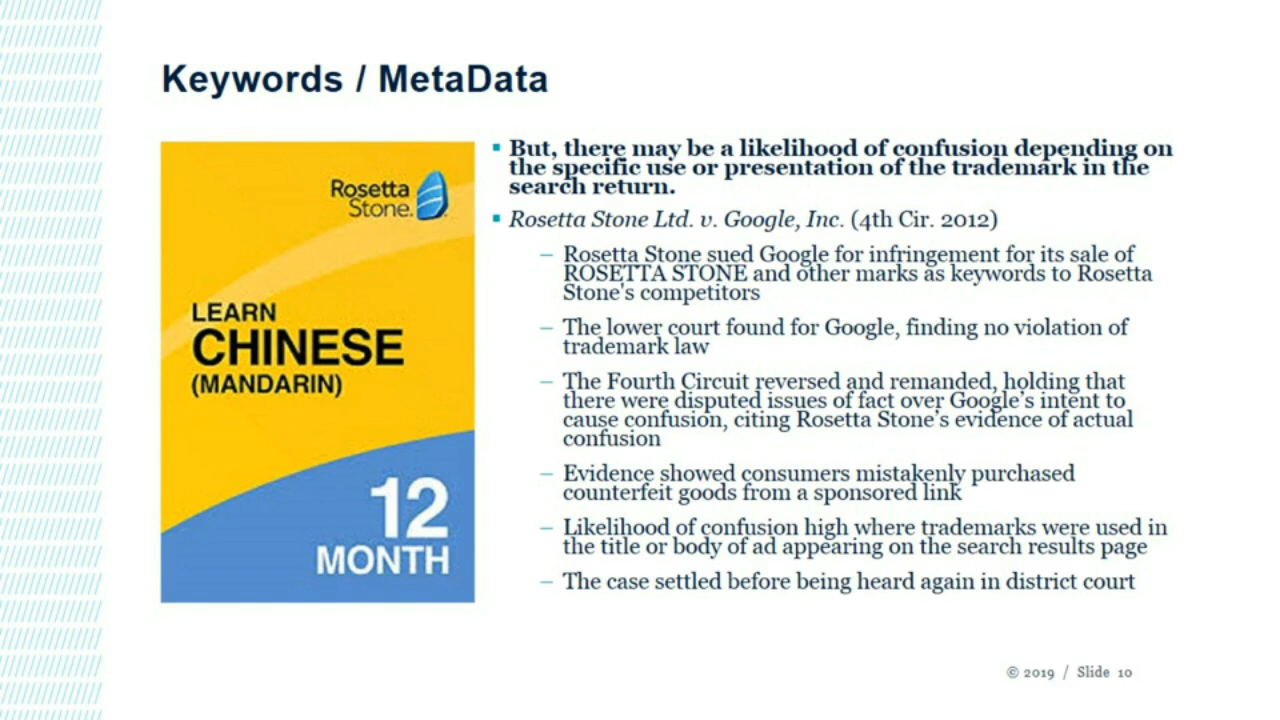 Keywords / MetaData
Rosetta
Stone.
LEARN
CHINESE
(MANDARIN)
12
MONTH
▪ But, there may be a likelihood of confusion depending on
the specific use or presentation of the trademark in the
search return.
▪ Rosetta Stone Ltd. v. Google, Inc. (4th Cir. 2012)
– Rosetta Stone sued Google for infringement for its sale of
ROSETTA STONE and other marks as keywords to Rosetta
Stone's competitors
– The lower court found for Google, finding no violation of
trademark law
– The Fourth Circuit reversed and remanded, holding that
there were disputed issues of fact over Google's intent to
cause confusion, citing Rosetta Stone's evidence of actual
confusion
– Evidence showed consumers mistakenly purchased
counterfeit goods from a sponsored link
– Likelihood of confusion high where trademarks were used in
the title or body of ad appearing on the search results page
– The case settled before being heard again in district court
© 2019 / Slide 10